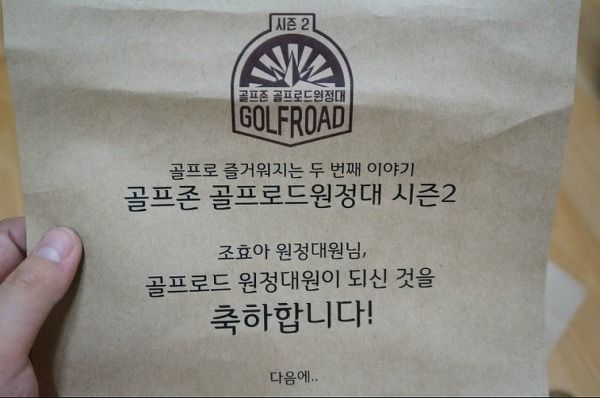 시즌 2
골프존 골프로드원정대
GOLFROAD
골프로 즐거워지는 두 번째 이야기
골프존 골프로드원정대 시즌2
조효아 원정대원님,
골프로드 원정대원이 되신 것을
축하합니다!
다음에..